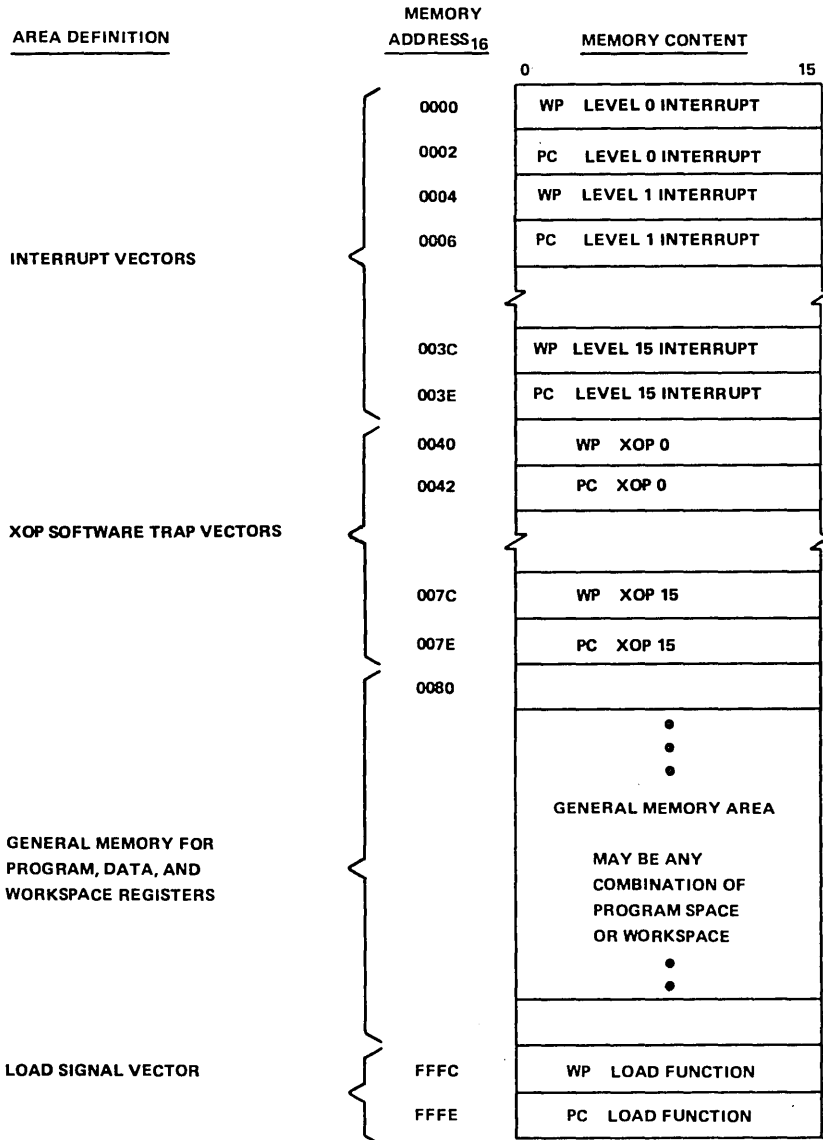 AREA DEFINITION
MEMORY
ADDRESS16
MEMORY CONTENT
0 15
INTERRUPT VECTORS
0000 WP LEVEL 0 INTERRUPT
0002 PC LEVEL 0 INTERRUPT
0004 WP LEVEL 1 INTERRUPT
0006 PC LEVEL 1 INTERRUPT
003C WP LEVEL 15 INTERRUPT
003E PC LEVEL 15 INTERRUPT
XOP SOFTWARE TRAP VECTORS
0040 WP XOP 0
0042 PC XOP 0
007C WP XOP 15
007E PC XOP 15
GENERAL MEMORY FOR
PROGRAM, DATA, AND
WORKSPACE REGISTERS
0080
GENERAL MEMORY AREA
MAY BE ANY
COMBINATION OF
PROGRAM SPACE
OR WORKSPACE
LOAD SIGNAL VECTOR
FFFC WP LOAD FUNCTION
FFFE PC LOAD FUNCTION